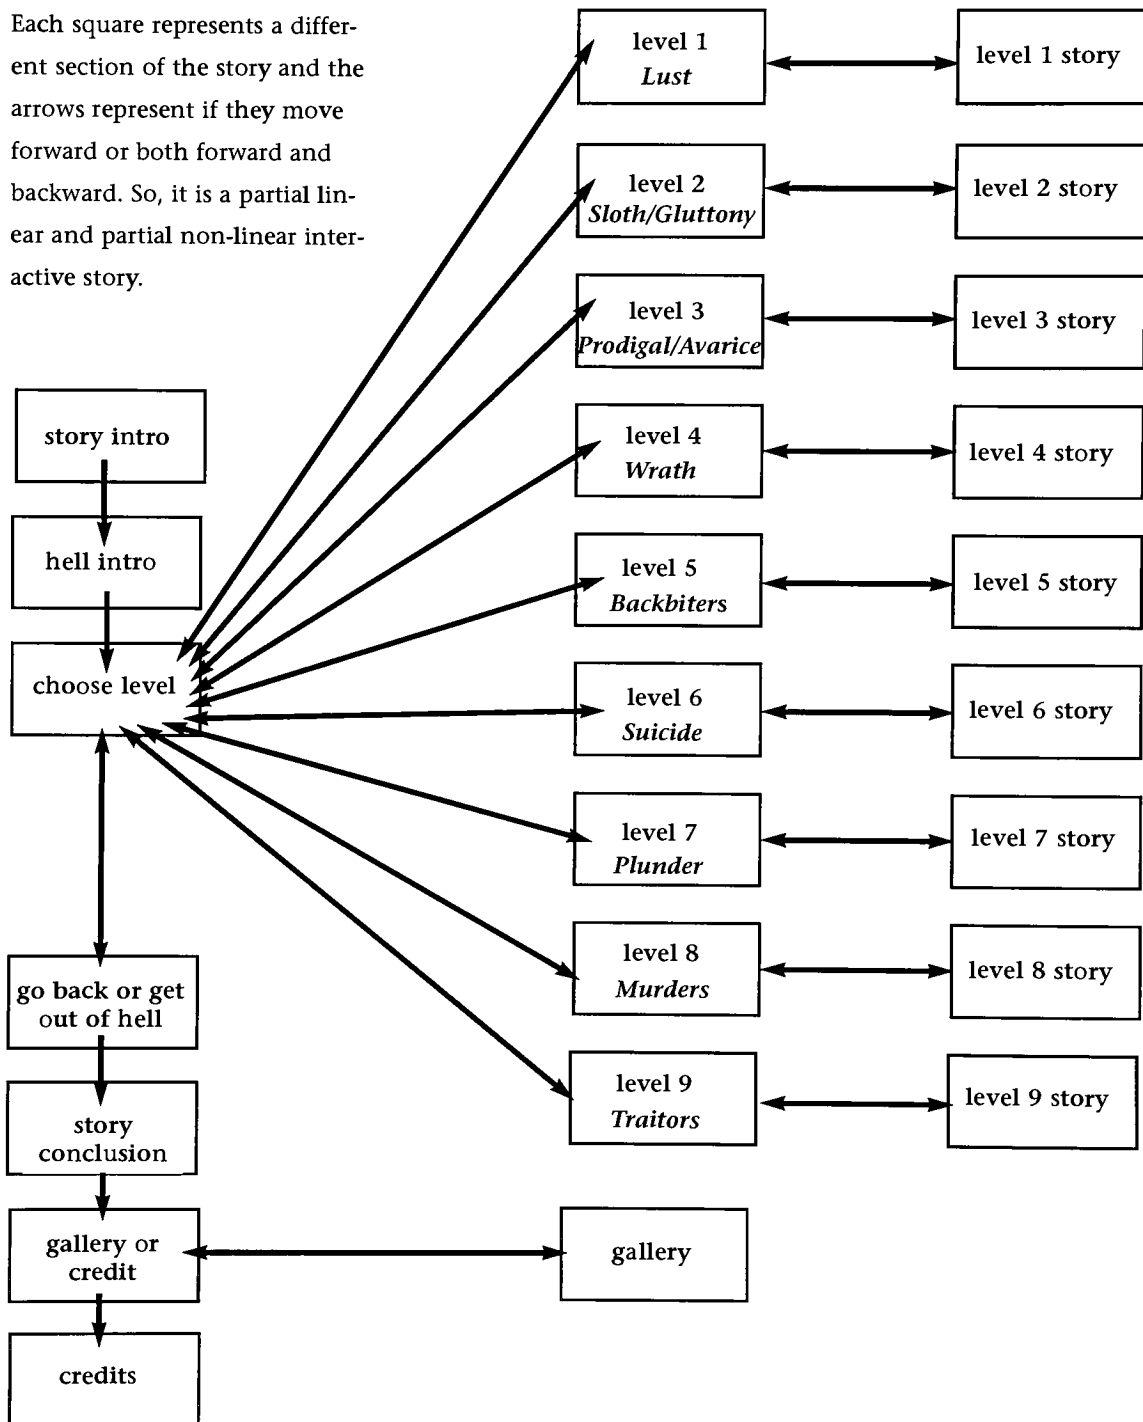 Each square represents a differ-
ent section of the story and the
arrows represent if they move
forward or both forward and
backward. So, it is a partial lin-
ear and partial non-linear inter-
active story.
story intro
hell intro
choose level
go back or get
out of hell
story
conclusion
gallery or
credit
credits
level 1
Lust
level 1 story
level 2
Sloth/Gluttony
level 2 story
level 3
Prodigal/Avarice
level 3 story
level 4
Wrath
level 4 story
level 5
Backbiters
level 5 story
level 6
Suicide
level 6 story
level 7
Plunder
level 7 story
level 8
Murders
level 8 story
level 9
Traitors
level 9 story
gallery